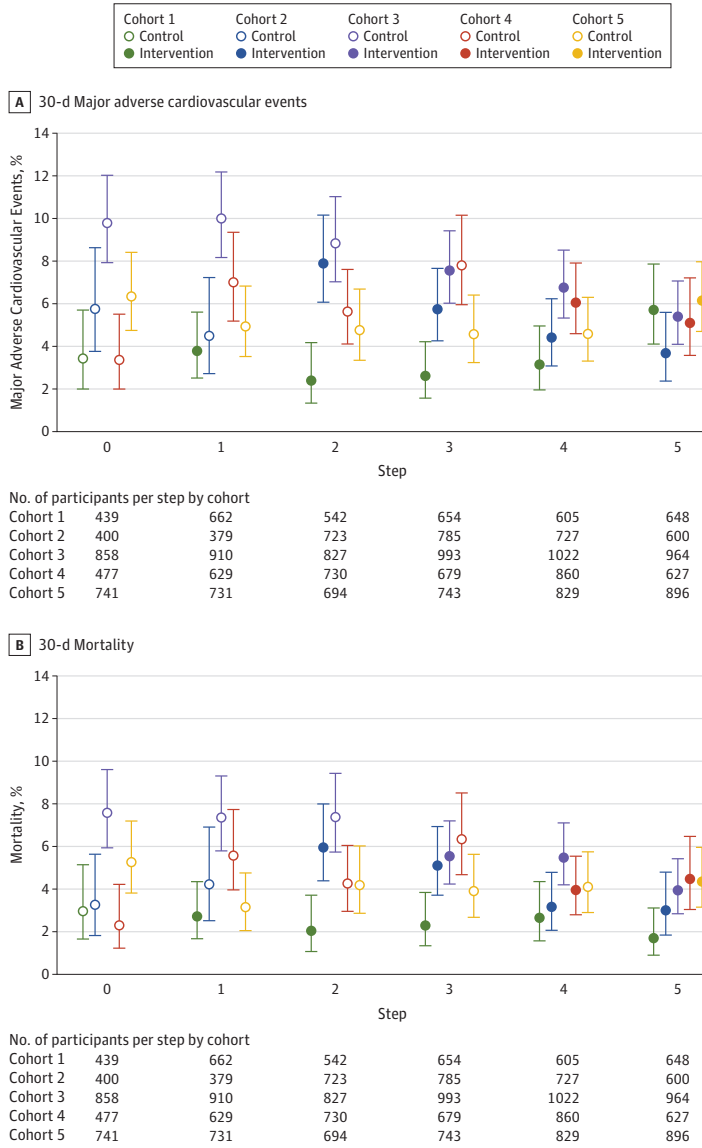 Cohort 1 Cohort 2 Cohort 3 Cohort 4 Cohort 5
Control Control Control Control Control
Intervention Intervention Intervention Intervention Intervention
A 30-d Major adverse cardiovascular events
Major Adverse Cardiovascular Events, %
14
12
10
8
6
4
2
0
0 1 2 3 4 5
Step
No. of participants per step by cohort
Cohort 1 439 662 542 654 605 648
Cohort 2 400 379 723 785 727 600
Cohort 3 858 910 827 993 1022 964
Cohort 4 477 629 730 679 860 627
Cohort 5 741 731 694 743 829 896
B 30-d Mortality
Mortality, %
14
12
10
8
6
4
2
0
0 1 2 3 4 5
Step
No. of participants per step by cohort
Cohort 1 439 662 542 654 605 648
Cohort 2 400 379 723 785 727 600
Cohort 3 858 910 827 993 1022 964
Cohort 4 477 629 730 679 860 627
Cohort 5 741 731 694 743 829 896